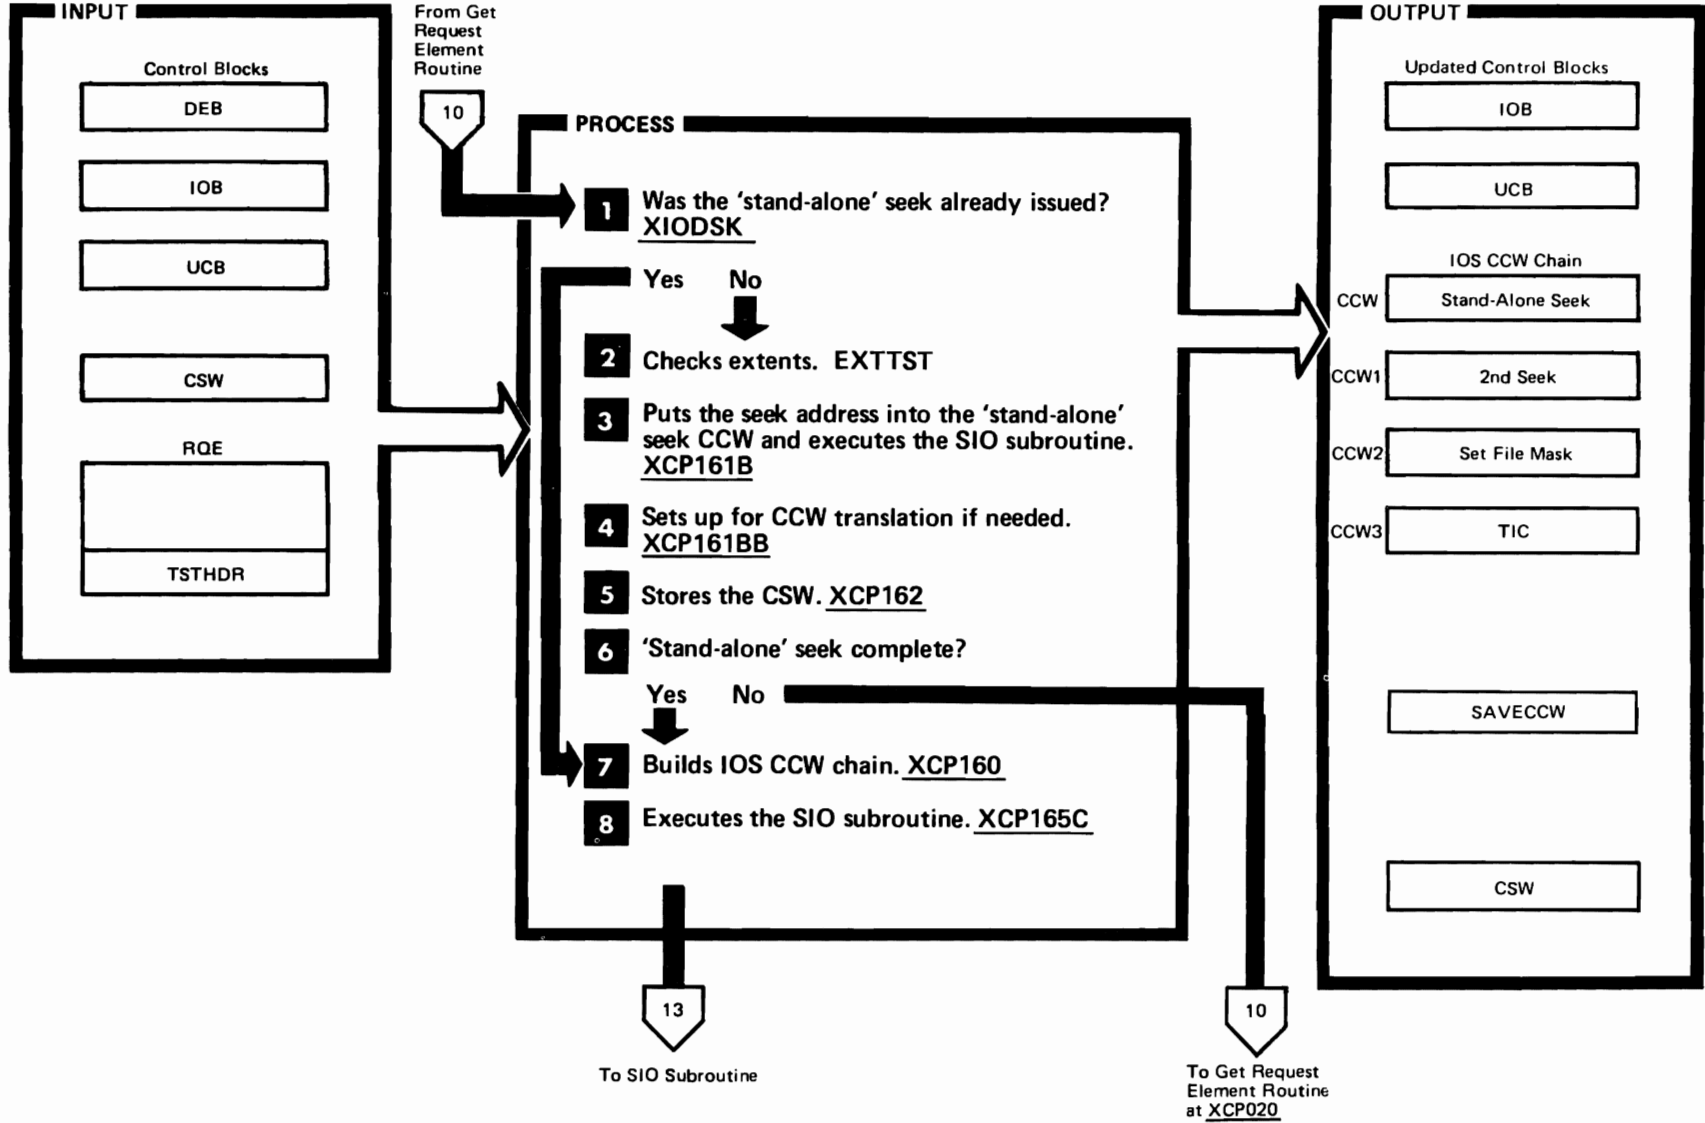 INPUT
Control Blocks
DEB
IOB
UCB
CSW
RQE
TSTHDR
From Get
Request
Element
Routine
10
PROCESS
1 Was the ‘stand-alone’ seek already issued?
XIODSK
Yes No
2 Checks extents. EXTTST
3 Puts the seek address into the ‘stand-alone’
seek CCW and executes the SIO subroutine.
XCP161B
4 Sets up for CCW translation if needed.
XCP161BB
5 Stores the CSW. XCP162
6 ‘Stand-alone’ seek complete?
Yes No
7 Builds IOS CCW chain. XCP160
8 Executes the SIO subroutine. XCP165C
13
To SIO Subroutine
10
To Get Request
Element Routine
at XCP020
OUTPUT
Updated Control Blocks
IOB
UCB
IOS CCW Chain
CCW Stand-Alone Seek
CCW1 2nd Seek
CCW2 Set File Mask
CCW3 TIC
SAVECCW
CSW